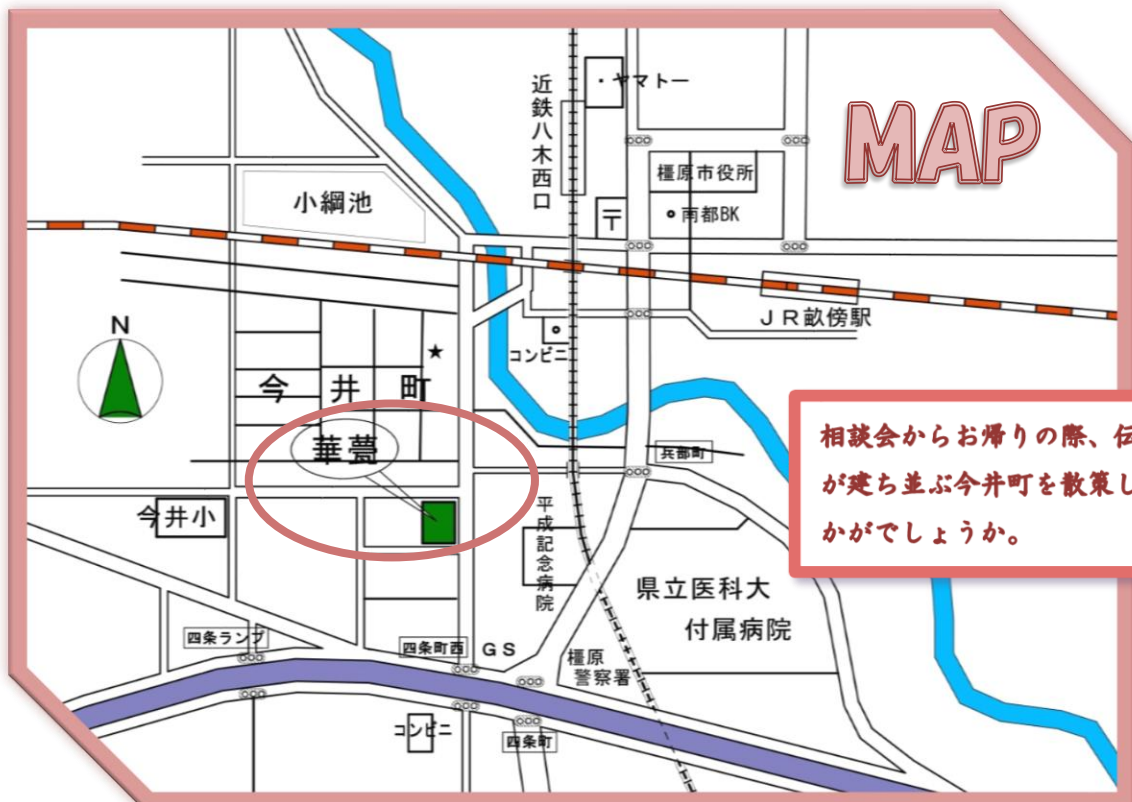 MAP
近鉄八木西口
・ヤマトー
橿原市役所
南都BK
〒
小綱池
JR畝傍駅
N
コンビニ
★
今井町
華甍
兵部町
相談会からお帰りの際、伝
が建ち並ぶ今井町を散策し
かがでしょうか。
今井小
平成記念病院
県立医科大
付属病院
四条ランプ
四条町西
GS
橿原
警察署
コンビニ
四条町